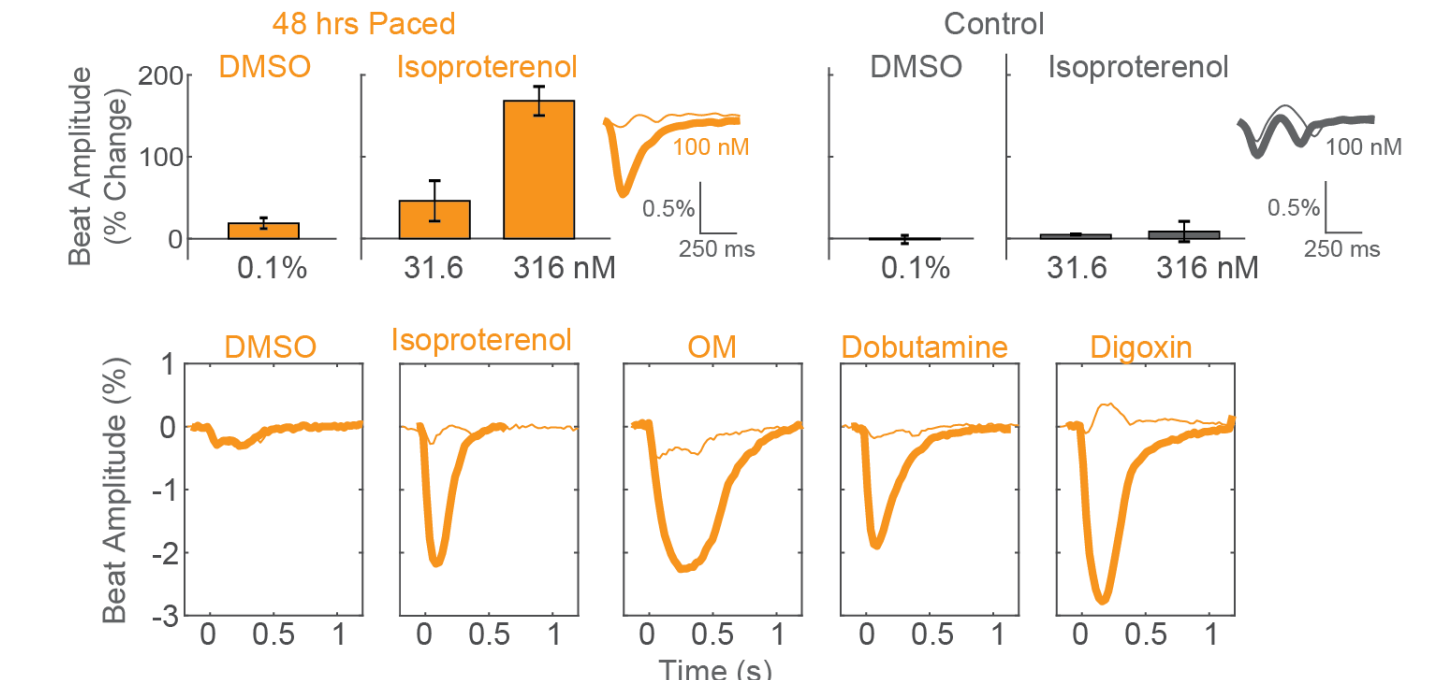 48 hrs Paced
Control
DMSO
Isoproterenol
DMSO
Isoproterenol
Beat Amplitude
(% Change)
200
100
0
0.1%
31.6
316 nM
100 nM
0.5%
250 ms
0.1%
31.6
316 nM
100 nM
0.5%
250 ms
DMSO
Isoproterenol
OM
Dobutamine
Digoxin
Beat Amplitude (%)
1
0
-1
-2
-3
0 0.5 1
0 0.5 1
0 0.5 1
0 0.5 1
0 0.5 1
Time (s)